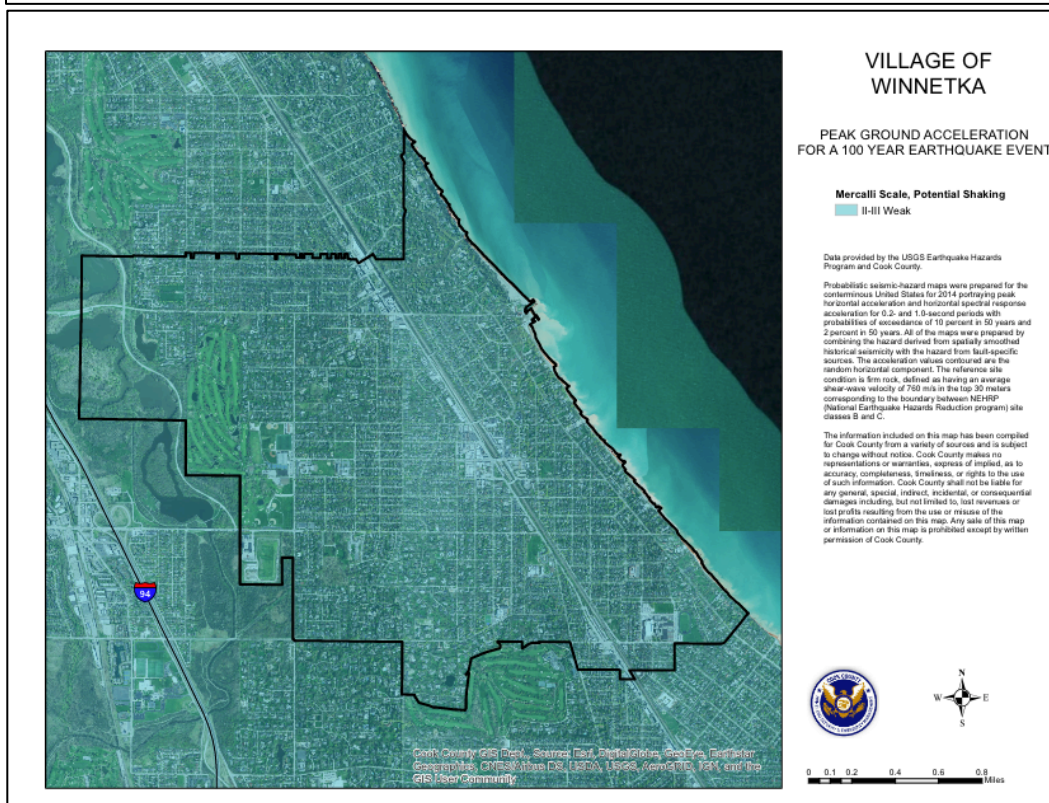 VILLAGE OF
WINNETKA
PEAK GROUND ACCELERATION
FOR A 100 YEAR EARTHQUAKE EVENT
Mercalli Scale, Potential Shaking
II-III Weak
Data provided by the USGS Earthquake Hazards
Program and Cook County.
Probabilistic seismic-hazard maps were prepared for the
conterminous United States for 2014 portraying peak
horizontal acceleration and horizontal spectral response
acceleration for 0.2- and 1.0-second periods with
probabilities of exceedance of 10 percent in 50 years and
2 percent in 50 years. All of the maps were prepared by
combining the hazard derived from spatially smoothed
historical seismicity with the hazard from fault-specific
sources. The acceleration values contoured are the
random horizontal component. The reference site
condition is firm rock, defined as having an average
shear-wave velocity of 760 m/s in the top 30 meters
corresponding to the boundary between NEHRP
(National Earthquake Hazards Reduction program) site
classes B and C.
The information included on this map has been compiled
for Cook County from a variety of sources and is subject
to change without notice. Cook County makes no
representations or warranties, express of implied, as to
accuracy, completeness, timeliness, or rights to the use
of such information. Cook County shall not be liable for
any general, special, indirect, incidental, or consequential
damages including, but not limited to, lost revenues or
lost profits resulting from the use or misuse of the
information contained on this map. Any sale of this map
or information on this map is prohibited except by written
permission of Cook County.
94
Cook County GIS Dept., Source: Esri, DigitalGlobe, GeoEye, Earthstar
Geographics, CNES/Airbus DS, USDA, USGS, AeroGRID, IGN, and the
GIS User Community
COOK COUNTY
N
W E
S
0 0.1 0.2 0.4 0.6 0.8
Miles